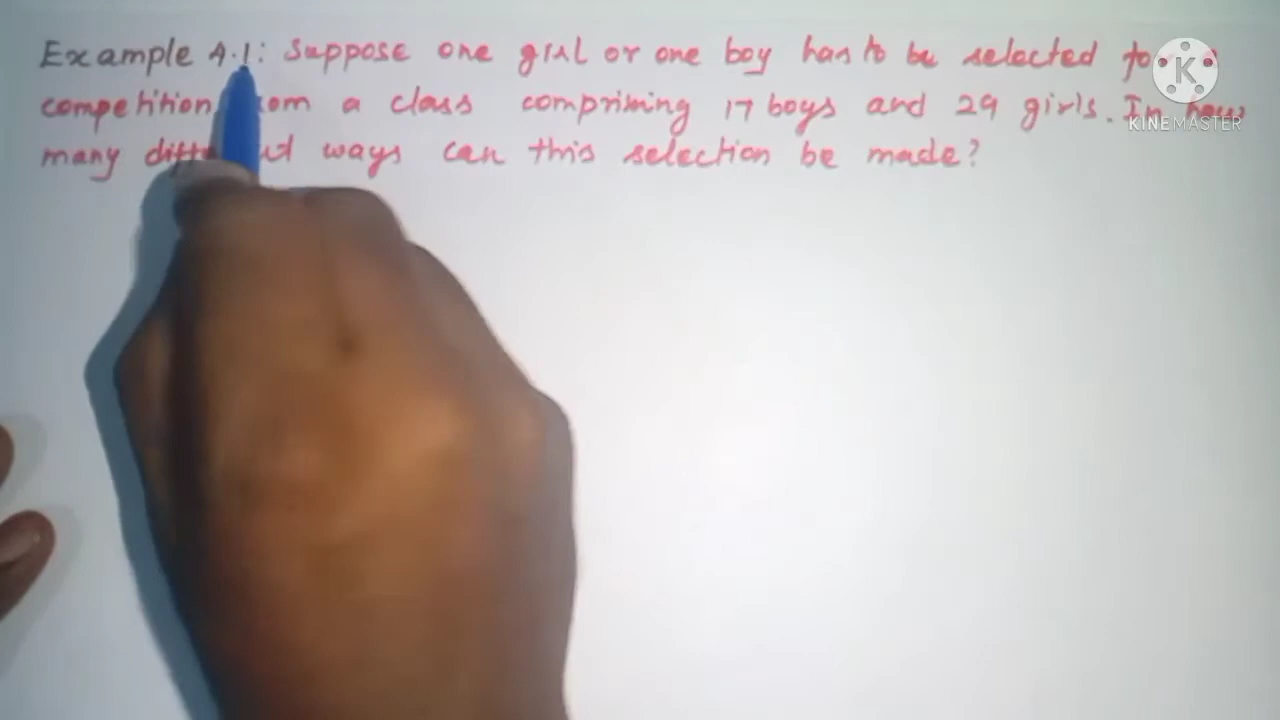 Example 4.1: Suppose one girl or one boy has to be selected for
competition from a class comprising 17 boys and 29 girls. In how
many different ways can this selection be made?
K
KINEMASTER